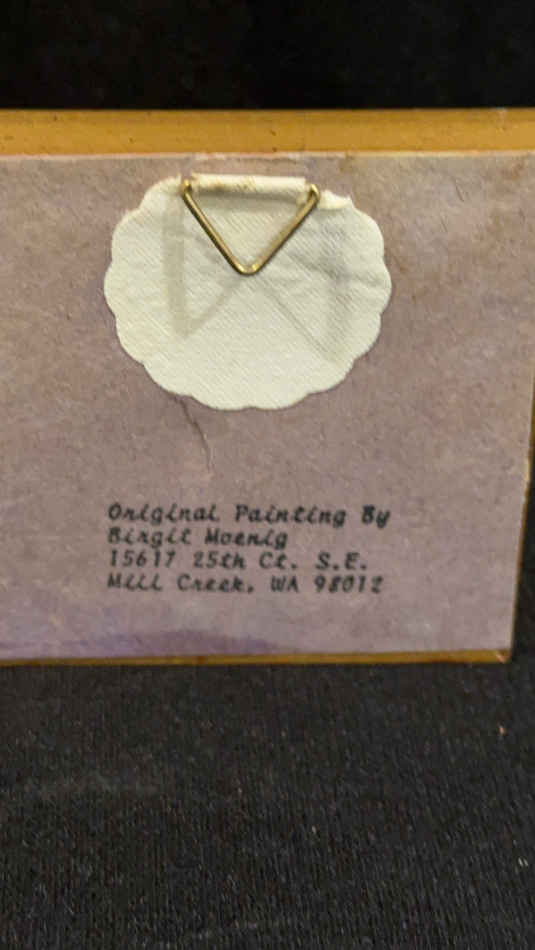 Original Painting By
Birgit Moenig
15617 25th Ct. S.E.
Mill Creek, WA 98012